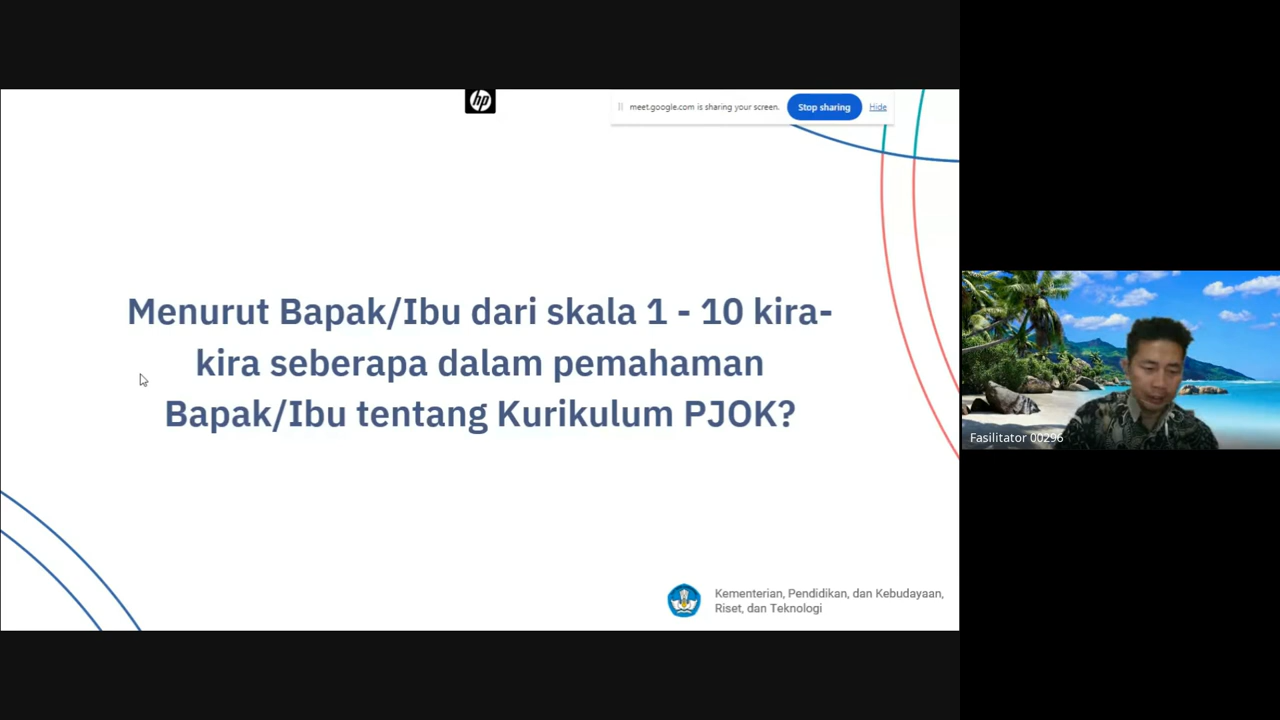 hp
meet.google.com is sharing your screen. Stop sharing Hide
Menurut Bapak/Ibu dari skala 1 - 10 kira-
kira seberapa dalam pemahaman
Bapak/Ibu tentang Kurikulum PJOK?
Kementerian, Pendidikan, dan Kebudayaan,
Riset, dan Teknologi
Fasilitator 00296